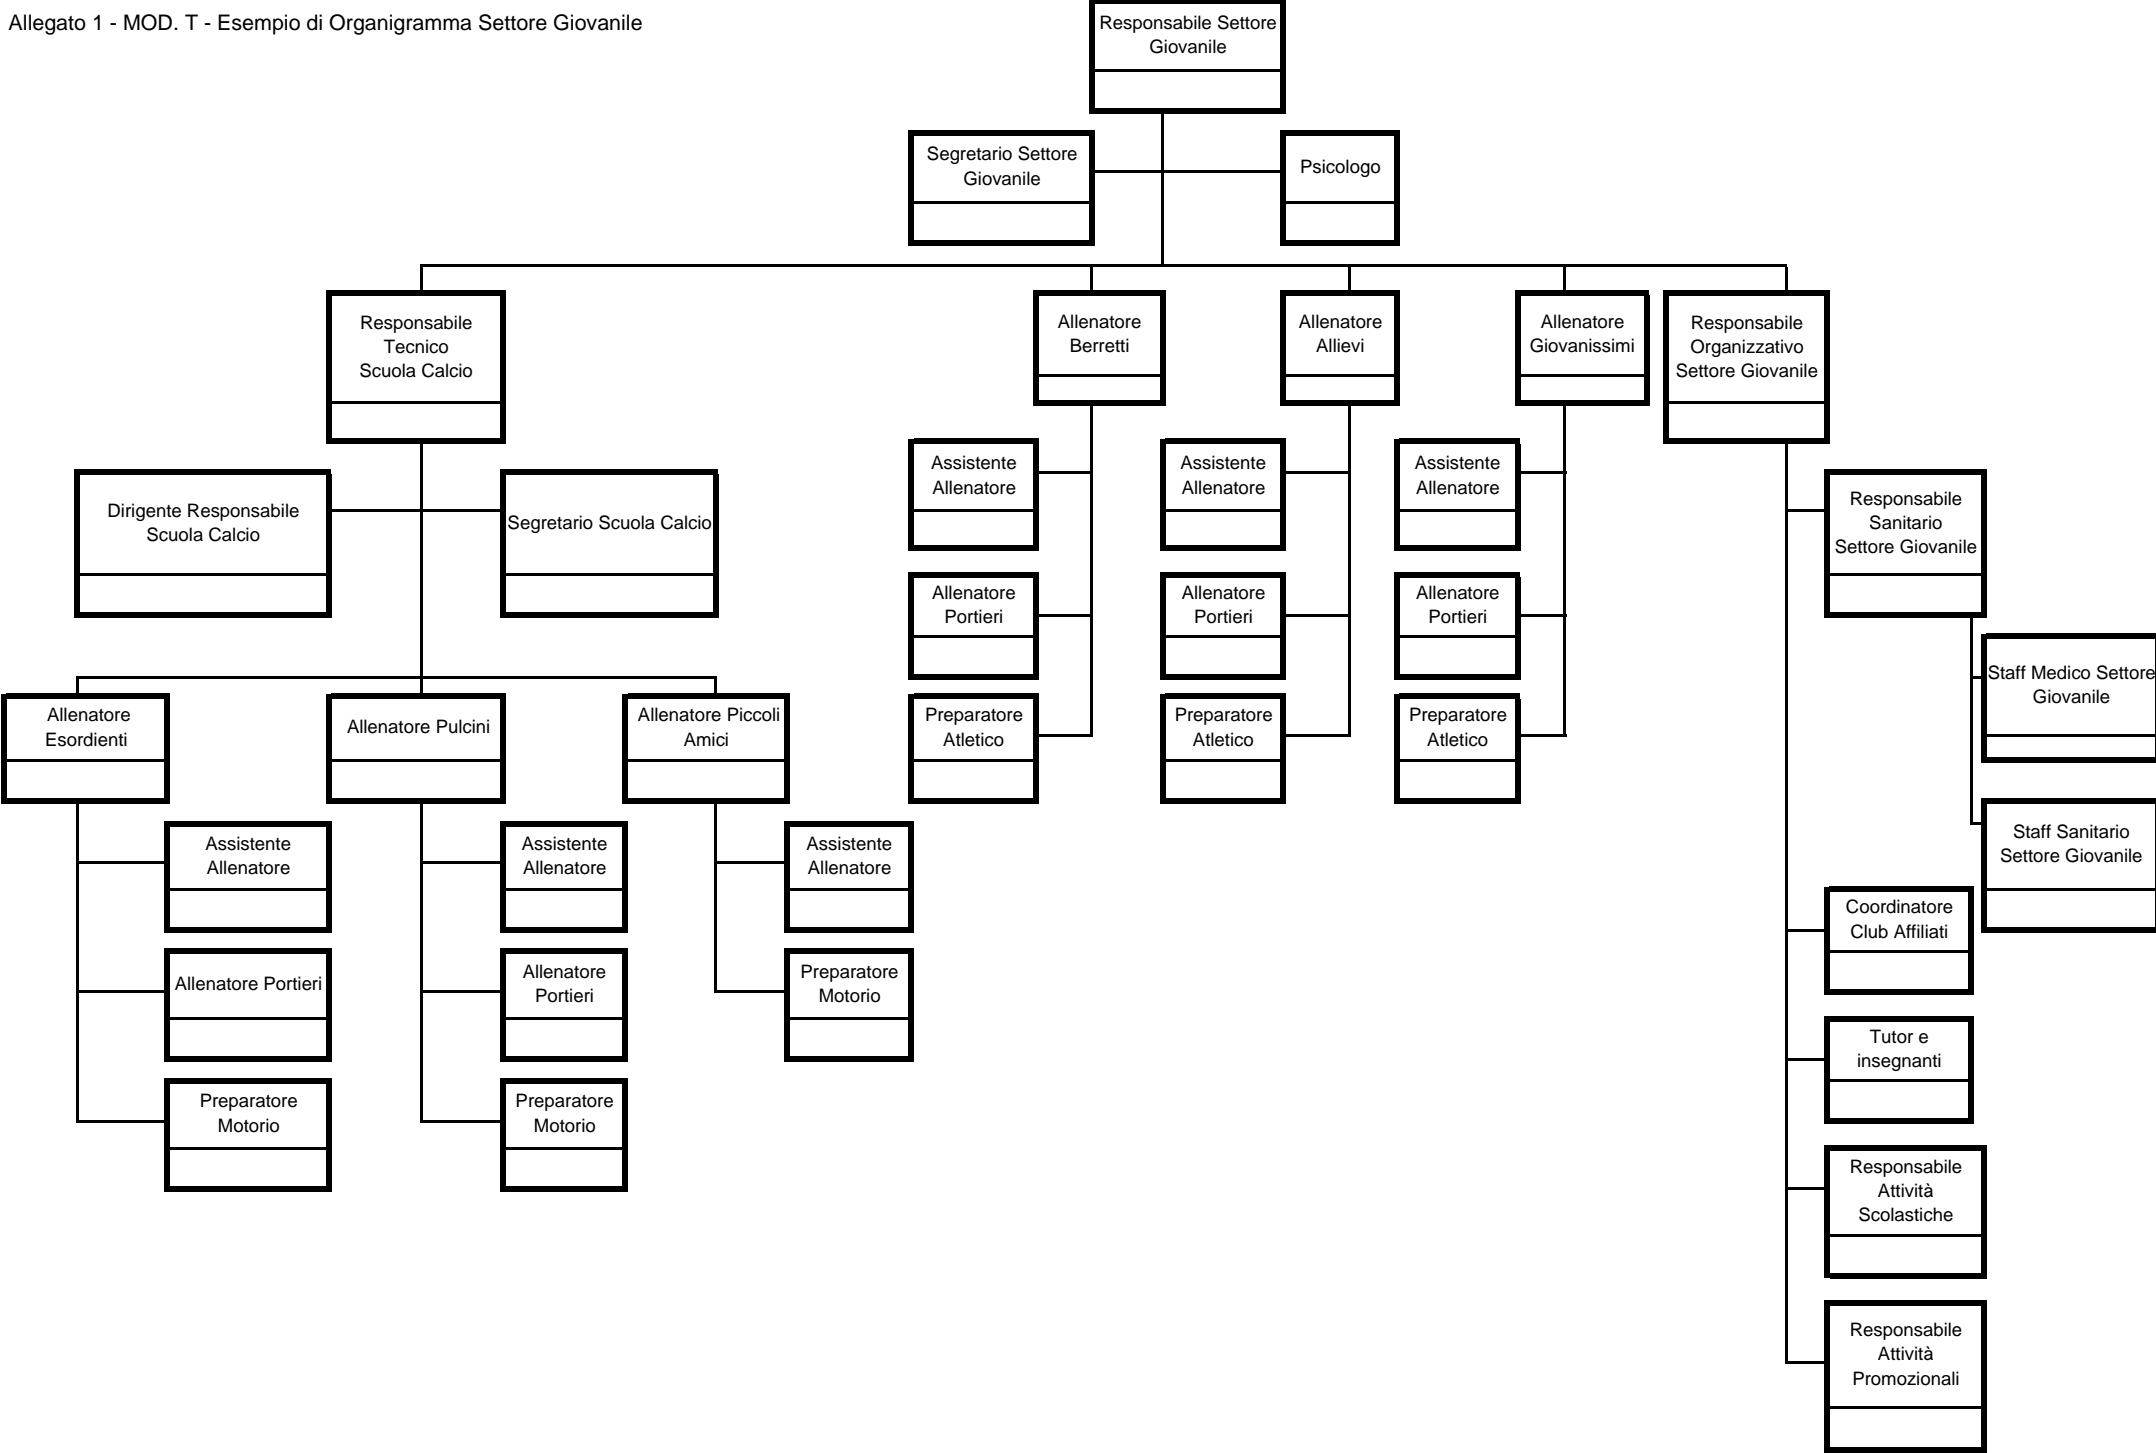 Allegato 1 - MOD. T - Esempio di Organigramma Settore Giovanile
Responsabile Settore
Giovanile
Segretario Settore
Giovanile
Psicologo
Responsabile
Tecnico
Scuola Calcio
Allenatore
Berretti
Allenatore
Allievi
Allenatore
Giovanissimi
Responsabile
Organizzativo
Settore Giovanile
Dirigente Responsabile
Scuola Calcio
Segretario Scuola Calcio
Assistente
Allenatore
Assistente
Allenatore
Assistente
Allenatore
Responsabile
Sanitario
Settore Giovanile
Allenatore
Portieri
Allenatore
Portieri
Allenatore
Portieri
Staff Medico Settore
Giovanile
Allenatore
Esordienti
Allenatore Pulcini
Allenatore Piccoli
Amici
Preparatore
Atletico
Preparatore
Atletico
Preparatore
Atletico
Assistente
Allenatore
Assistente
Allenatore
Assistente
Allenatore
Staff Sanitario
Settore Giovanile
Coordinatore
Club Affiliati
Allenatore Portieri
Allenatore
Portieri
Preparatore
Motorio
Tutor e
insegnanti
Preparatore
Motorio
Preparatore
Motorio
Responsabile
Attività
Scolastiche
Responsabile
Attività
Promozionali